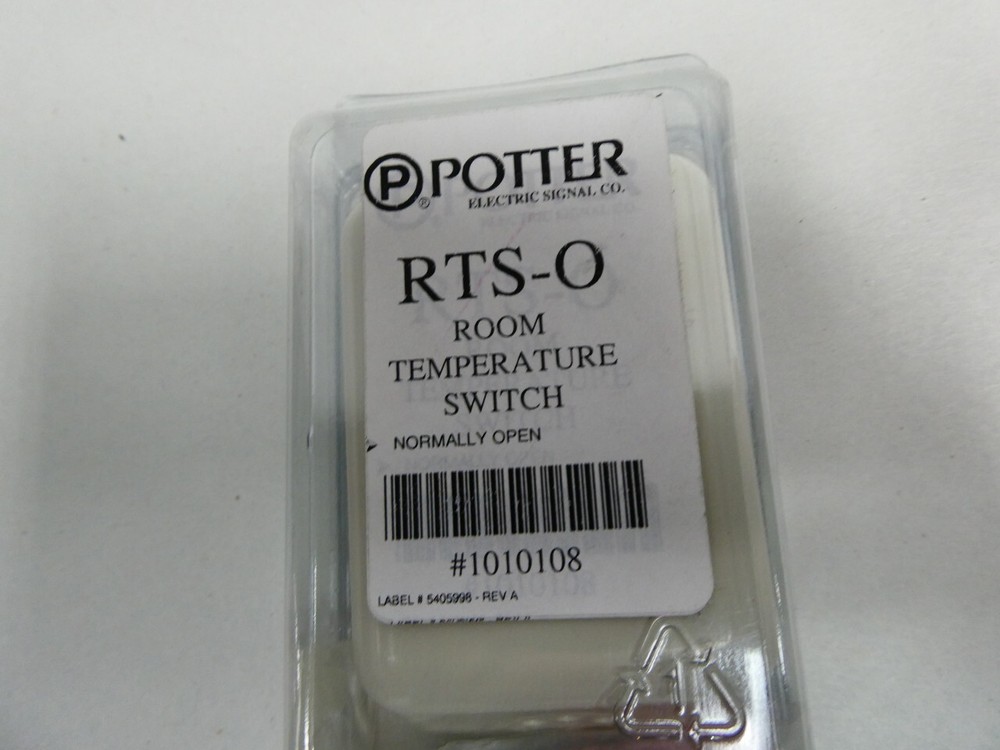 P® POTTER
ELECTRIC SIGNAL CO.
RTS-O
ROOM
TEMPERATURE
SWITCH
NORMALLY OPEN
#1010108
LABEL # 5405998 - REV A